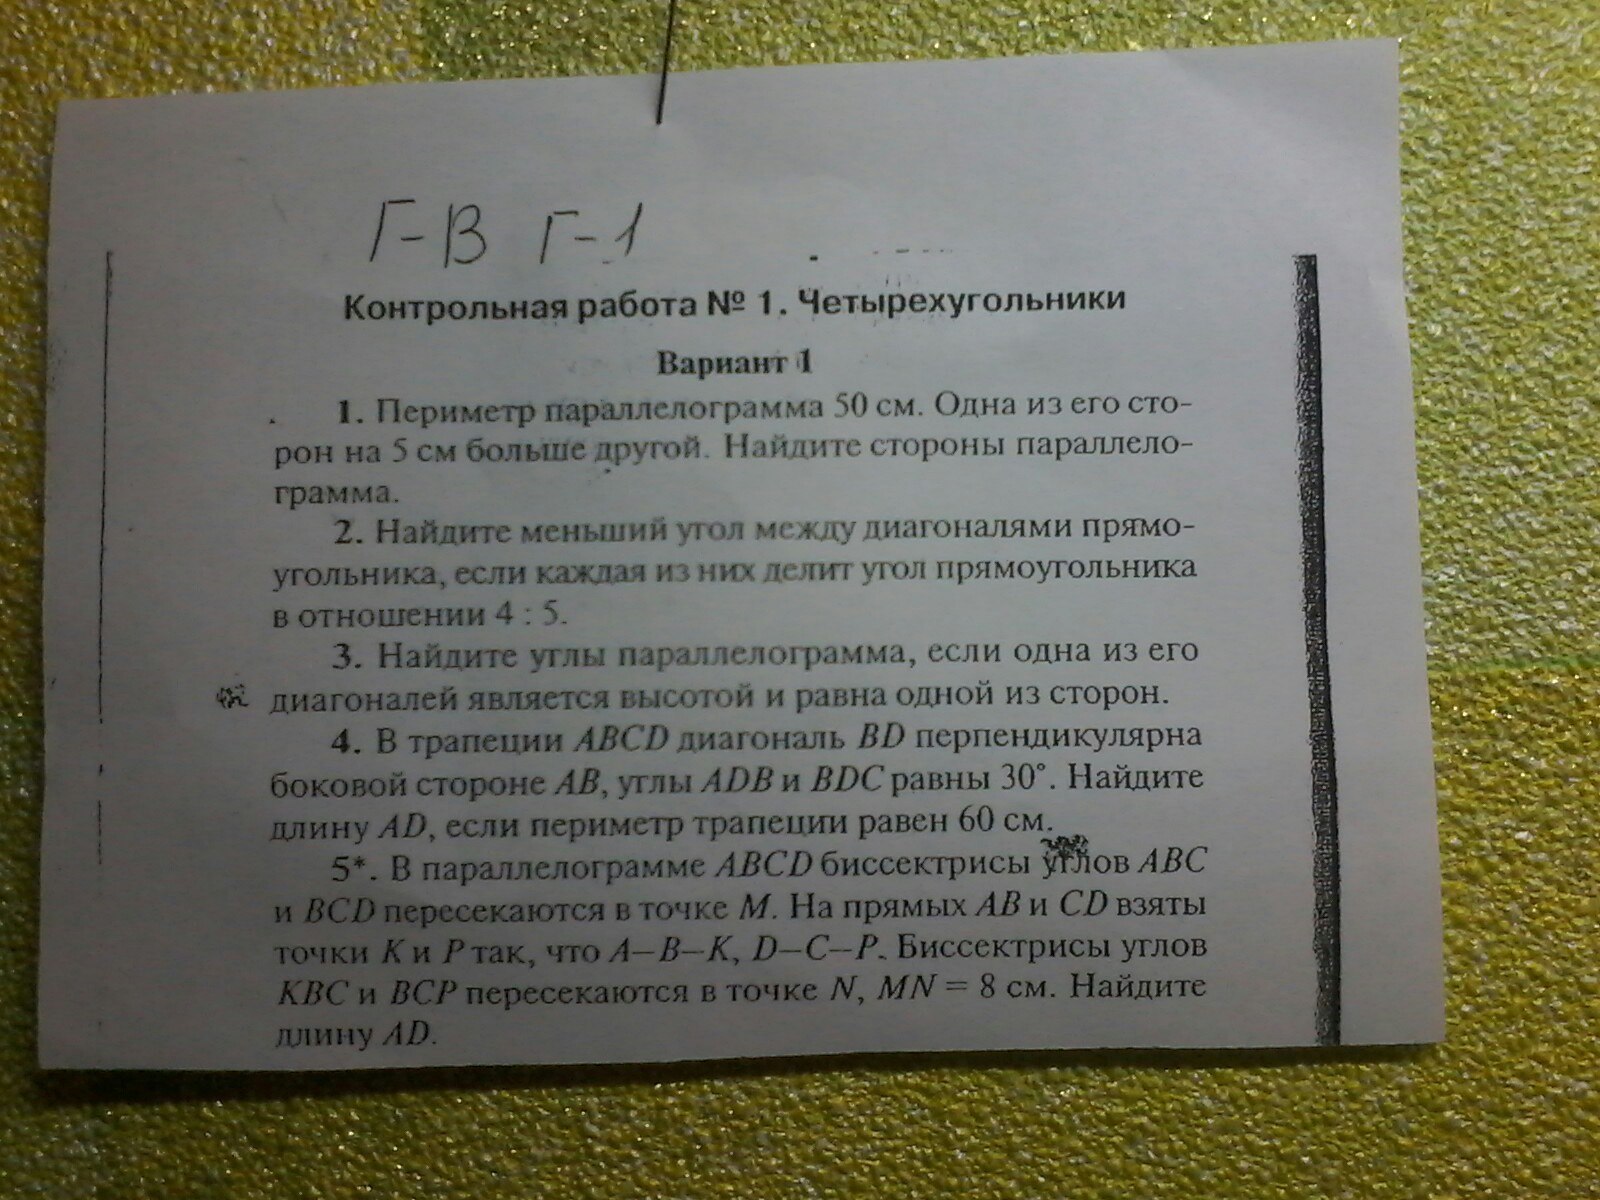 Г-В Г-1
Контрольная работа № 1. Четырехугольники
Вариант 1
1. Периметр параллелограмма 50 см. Одна из его сто-
рон на 5 см больше другой. Найдите стороны параллело-
грамма.
2. Найдите меньший угол между диагоналями прямо-
угольника, если каждая из них делит угол прямоугольника
в отношении 4 : 5.
3. Найдите углы параллелограмма, если одна из его
диагоналей является высотой и равна одной из сторон.
4. В трапеции ABCD диагональ BD перпендикулярна
боковой стороне AB, углы ADB и BDC равны 30°. Найдите
длину AD, если периметр трапеции равен 60 см.
5*. В параллелограмме ABCD биссектрисы углов ABC
и BCD пересекаются в точке M. На прямых AB и CD взяты
точки K и P так, что A–B–K, D–C–P. Биссектрисы углов
KBC и BCP пересекаются в точке N, MN = 8 см. Найдите
длину AD.